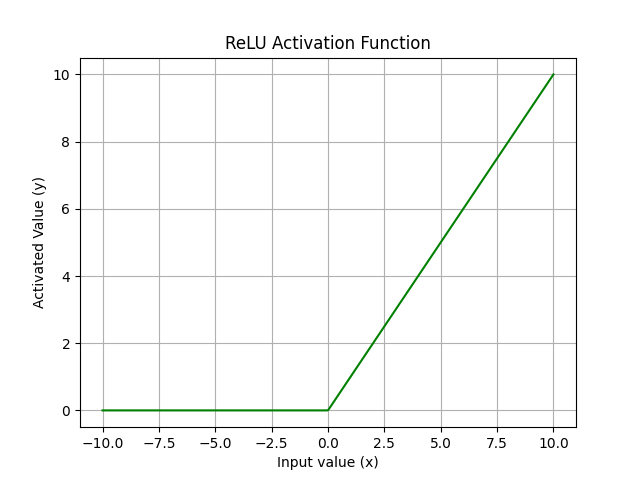 ReLU Activation Function
10
8
6
4
2
0
Activated Value (y)
−10.0 −7.5 −5.0 −2.5 0.0 2.5 5.0 7.5 10.0
Input value (x)